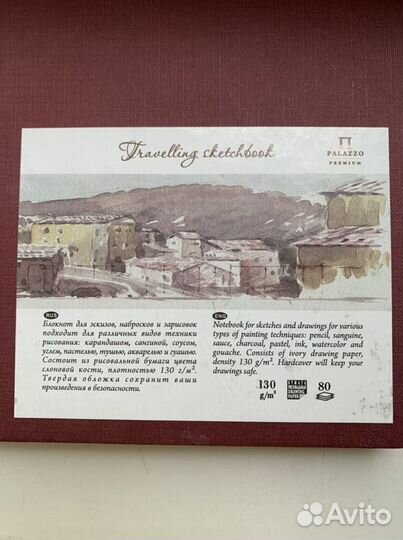 Travelling sketchbook
PALAZZO
PREMIUM
RUS
Блокнот для эскизов, набросков и зарисовок
подходит для различных видов техники
рисования: карандашом, сангиной, соусом,
углем, пастелью, тушью, акварелью и гуашью.
Состоит из рисовальной бумаги цвета
слоновой кости, плотностью 130 г/м².
Твердая обложка сохранит ваши
произведения в безопасности.
ENG
Notebook for sketches and drawings for various
types of painting techniques: pencil, sanguine,
sauce, charcoal, pastel, ink, watercolor and
gouache. Consists of ivory drawing paper,
density 130 g/m². Hardcover will keep your
drawings safe.
130
g/m²
DRAWING
PAPER
80
Avito